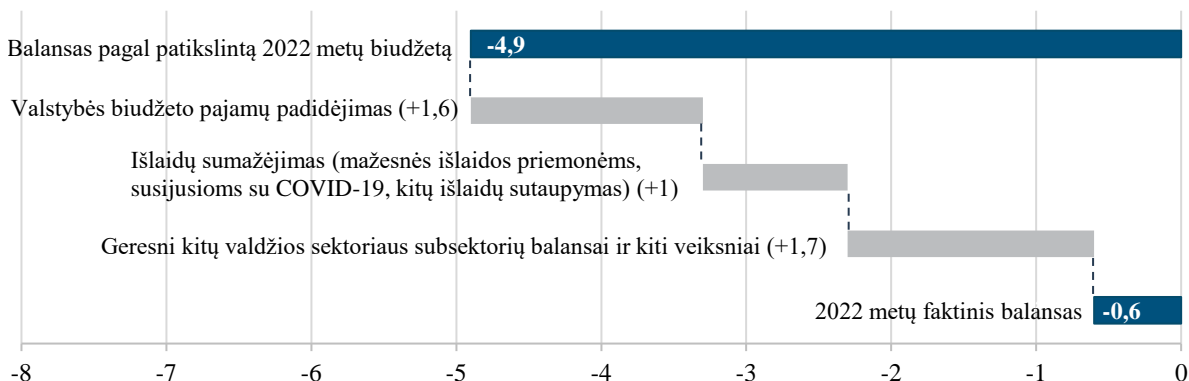 Balansas pagal patikslintą 2022 metų biudžetą
-4,9
Valstybės biudžeto pajamų padidėjimas (+1,6)
Išlaidų sumažėjimas (mažesnės išlaidos priemonėms,
susijusioms su COVID-19, kitų išlaidų sutaupymas) (+1)
Geresni kitų valdžios sektoriaus subsektorių balansai ir kiti veiksniai (+1,7)
2022 metų faktinis balansas
-0,6
-8 -7 -6 -5 -4 -3 -2 -1 0